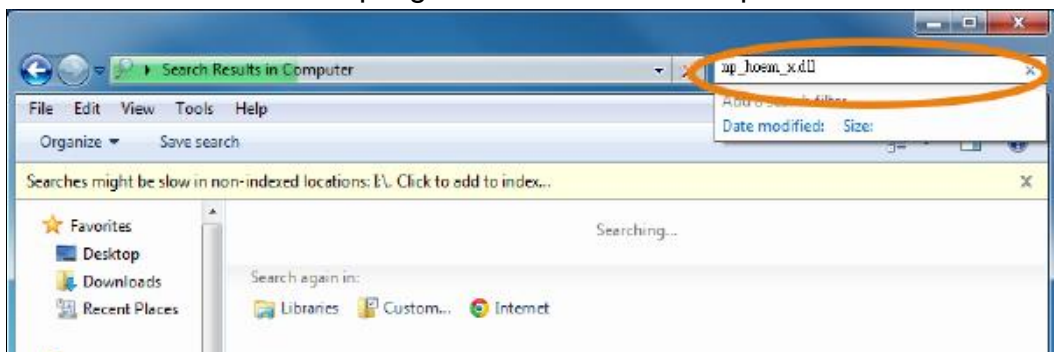 Search Results in Computer
np_hoem_x.dll
File Edit View Tools Help
Add a search filter
Date modified: Size:
Organize Save search
Searches might be slow in non-indexed locations: I:\. Click to add to index...
Favorites
Searching...
Desktop
Downloads
Search again in:
Recent Places
Libraries Custom... Internet